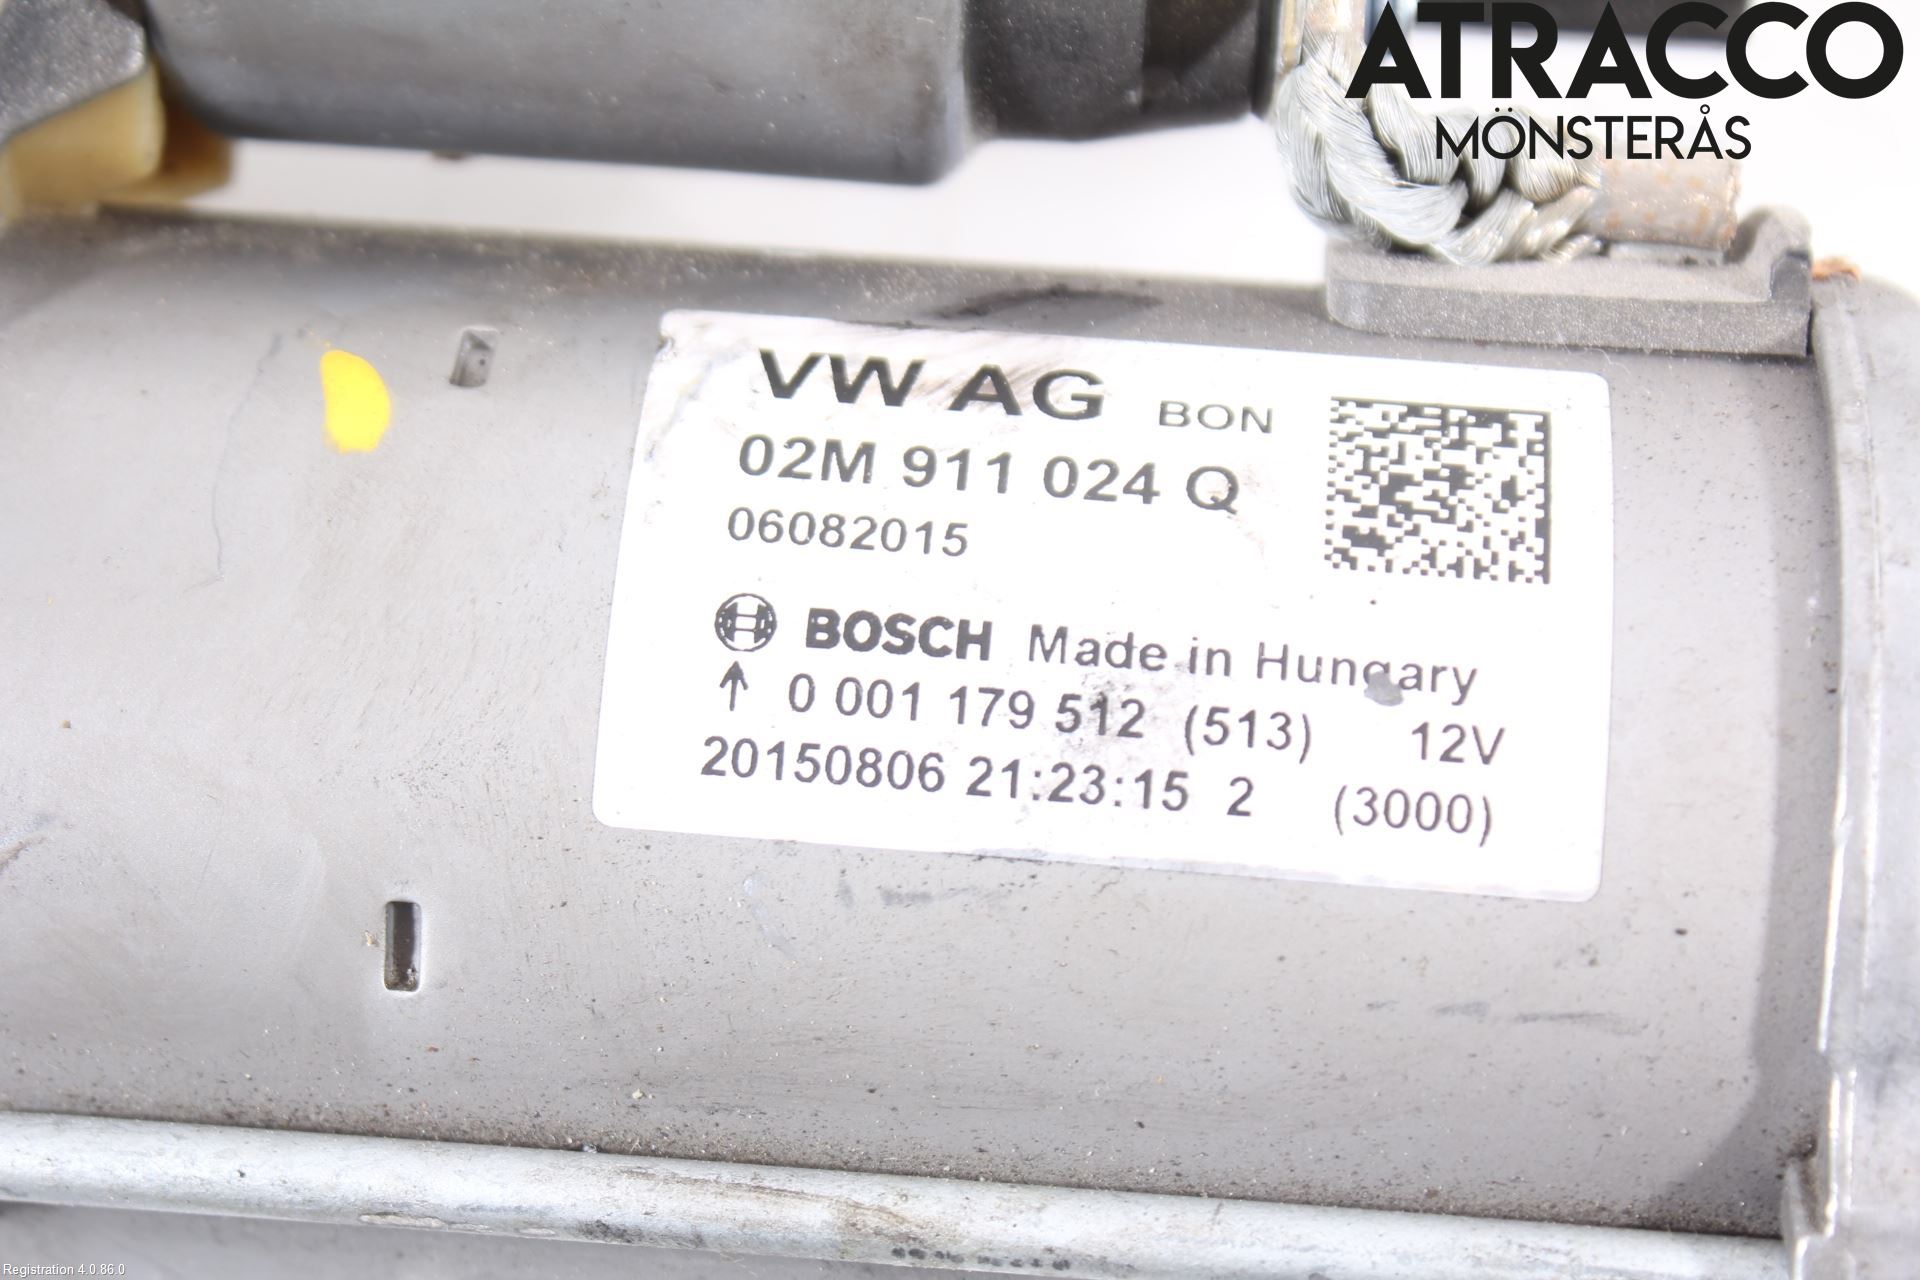 ATRACCO
MÖNSTERÅS
VW AG BON
02M 911 024 Q
06082015
BOSCH Made in Hungary
↑ 0 001 179 512 (513) 12V
20150806 21:23:15 2 (3000)
Registration 4.0.86.0